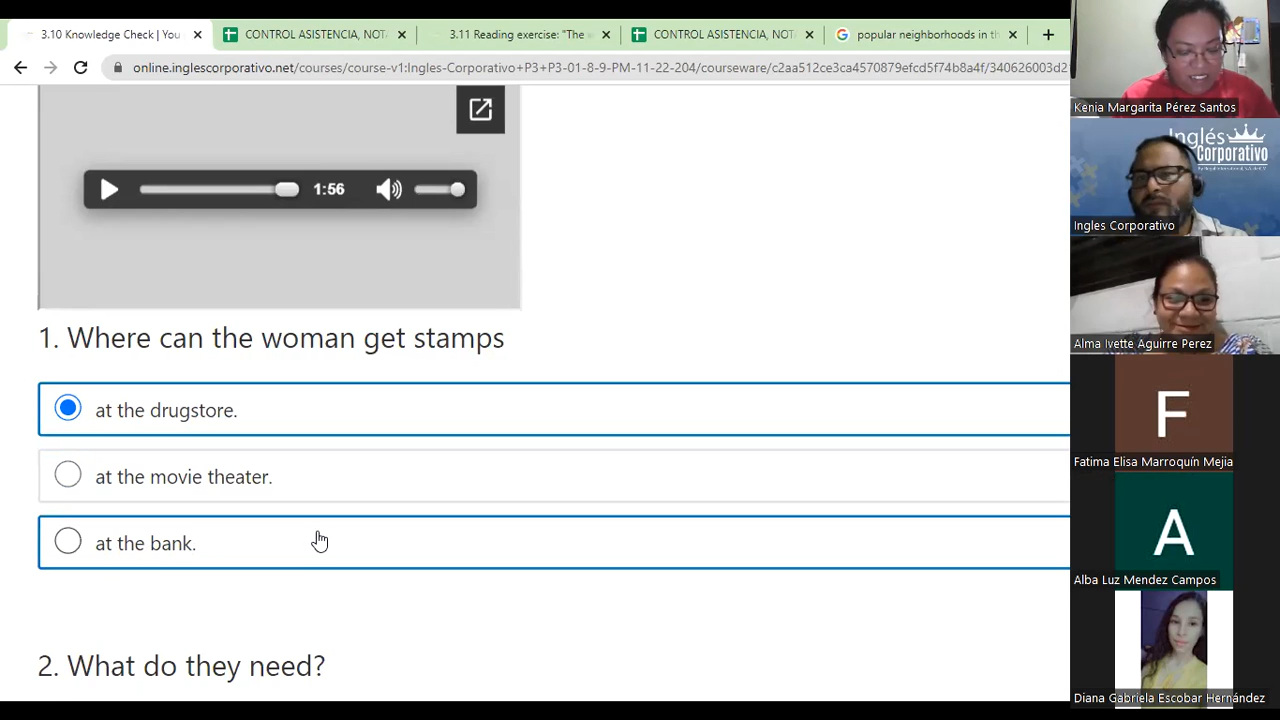 3.10 Knowledge Check | You
CONTROL ASISTENCIA, NOT
3.11 Reading exercise: "The
CONTROL ASISTENCIA, NOT
popular neighborhoods in th
online.inglescorporativo.net/courses/course-v1:Ingles-Corporativo+P3+P3-01-8-9-PM-11-22-204/courseware/c2aa512ce3ca4570879efcd5f74b8a4f/340626003d2
1:56
1. Where can the woman get stamps
at the drugstore.
at the movie theater.
at the bank.
2. What do they need?
Kenia Margarita Pérez Santos
Inglés
Corporativo
Ingles Corporativo
Alma Ivette Aguirre Perez
F
Fatima Elisa Marroquín Mejia
A
Alba Luz Mendez Campos
Diana Gabriela Escobar Hernández